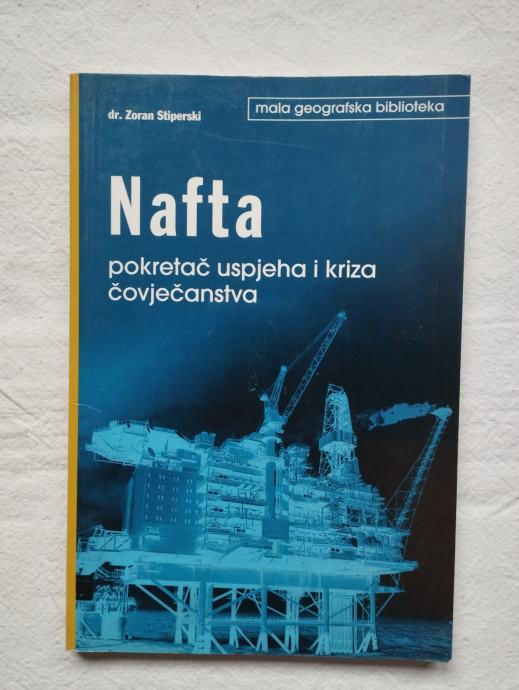 dr. Zoran Stiperski
mala geografska biblioteka
Nafta
pokretač uspjeha i kriza
čovječanstva